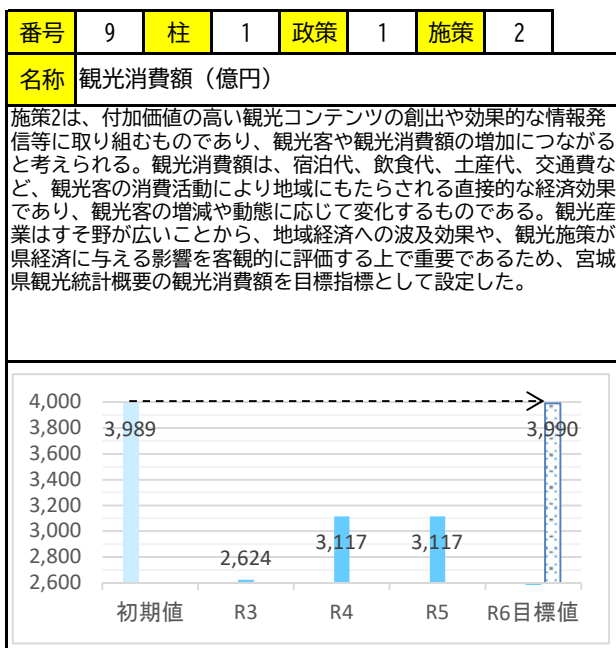 番号 9 柱 1 政策 1 施策 2
名称 観光消費額（億円）
施策2は、付加価値の高い観光コンテンツの創出や効果的な情報発
信等に取り組むものであり、観光客や観光消費額の増加につながる
と考えられる。観光消費額は、宿泊代、飲食代、土産代、交通費な
ど、観光客の消費活動により地域にもたらされる直接的な経済効果
であり、観光客の増減や動態に応じて変化するものである。観光産
業はすそ野が広いことから、地域経済への波及効果や、観光施策が
県経済に与える影響を客観的に評価する上で重要であるため、宮城
県観光統計概要の観光消費額を目標指標として設定した。
4,000
3,800
3,600
3,400
3,200
3,000
2,800
2,600
3,989
2,624
3,117
3,117
3,990
初期値 R3 R4 R5 R6目標値